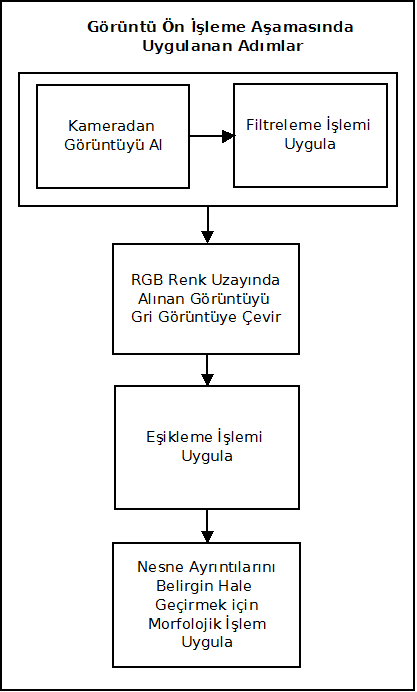 Görüntü Ön İşleme Aşamasında
Uygulanan Adımlar
Kameradan
Görüntüyü Al
Filtreleme İşlemi
Uygula
RGB Renk Uzayında
Alınan Görüntüyü
Gri Görüntüye Çevir
Eşikleme İşlemi
Uygula
Nesne Ayrıntılarını
Belirgin Hale
Geçirmek için
Morfolojik İşlem
Uygula